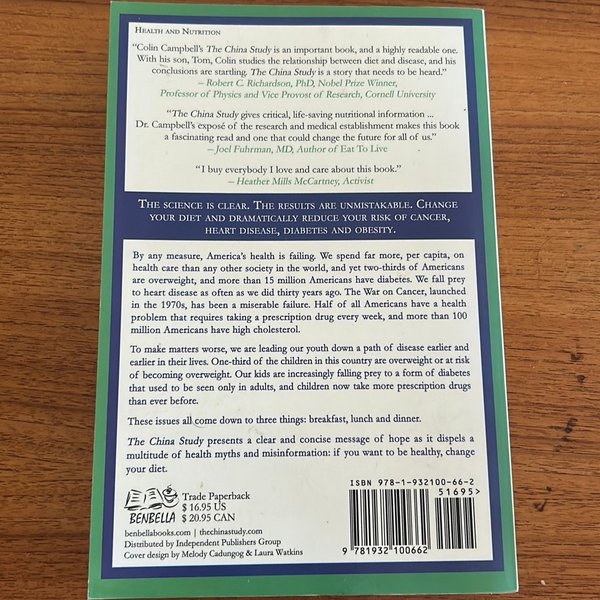 HEALTH AND NUTRITION
“Colin Campbell’s The China Study is an important book, and a highly readable one.
With his son, Tom, Colin studies the relationship between diet and disease, and his
conclusions are startling. The China Study is a story that needs to be heard.”
– Robert C. Richardson, PhD, Nobel Prize Winner,
Professor of Physics and Vice Provost of Research, Cornell University
“The China Study gives critical, life-saving nutritional information ...
Dr. Campbell’s exposé of the research and medical establishment makes this book
a fascinating read and one that could change the future for all of us.”
– Joel Fuhrman, MD, Author of Eat To Live
“I buy everybody I love and care about this book.”
– Heather Mills McCartney, Activist
THE SCIENCE IS CLEAR. THE RESULTS ARE UNMISTAKABLE. CHANGE
YOUR DIET AND DRAMATICALLY REDUCE YOUR RISK OF CANCER,
HEART DISEASE, DIABETES AND OBESITY.
By any measure, America’s health is failing. We spend far more, per capita, on
health care than any other society in the world, and yet two-thirds of Americans
are overweight, and more than 15 million Americans have diabetes. We fall prey
to heart disease as often as we did thirty years ago. The War on Cancer, launched
in the 1970s, has been a miserable failure. Half of all Americans have a health
problem that requires taking a prescription drug every week, and more than 100
million Americans have high cholesterol.
To make matters worse, we are leading our youth down a path of disease earlier and
earlier in their lives. One-third of the children in this country are overweight or at risk
of becoming overweight. Our kids are increasingly falling prey to a form of diabetes
that used to be seen only in adults, and children now take more prescription drugs
than ever before.
These issues all come down to three things: breakfast, lunch and dinner.
The China Study presents a clear and concise message of hope as it dispels a
multitude of health myths and misinformation: if you want to be healthy, change
your diet.
BENBELLA
Trade Paperback
$ 16.95 US
$ 20.95 CAN
benbellabooks.com | thechinastudy.com
Distributed by Independent Publishers Group
Cover design by Melody Cadungog & Laura Watkins
ISBN 978-1-932100-66-2
51695>
9 781932 100662